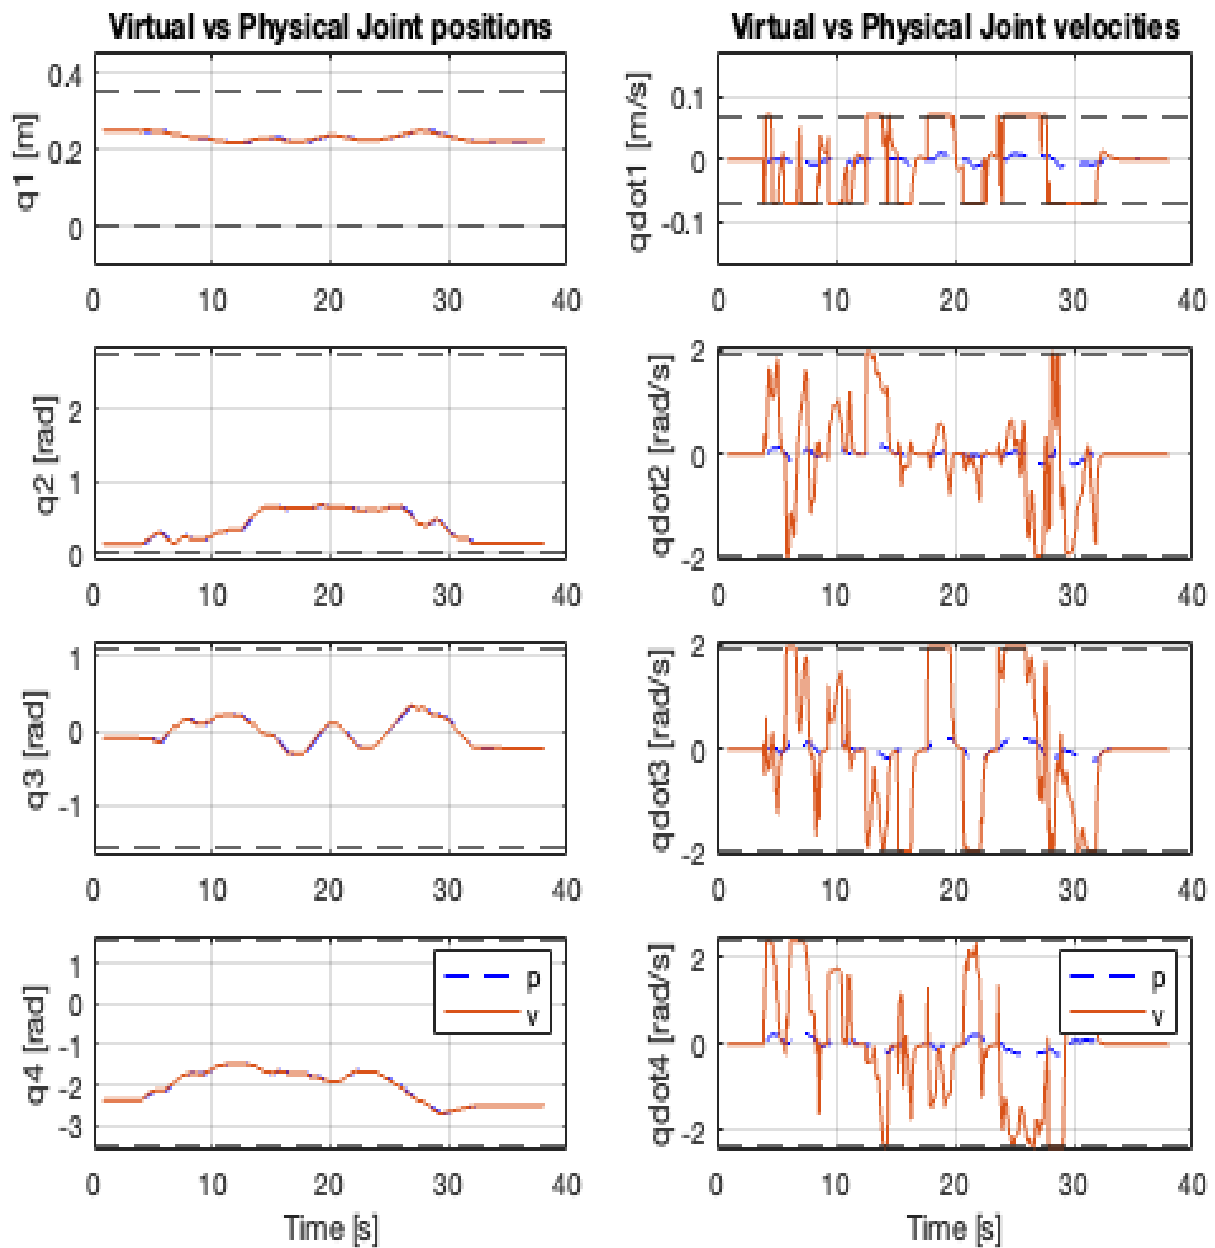 Virtual vs Physical Joint positions
q1 [m]
0.4
0.2
0
0 10 20 30 40
Virtual vs Physical Joint velocities
qdot1 [m/s]
0.1
0
-0.1
0 10 20 30 40
q2 [rad]
2
1
0
0 10 20 30 40
qdot2 [rad/s]
2
0
-2
0 10 20 30 40
q3 [rad]
1
0
-1
0 10 20 30 40
qdot3 [rad/s]
2
0
-2
0 10 20 30 40
q4 [rad]
1
0
-1
-2
-3
p
v
0 10 20 30 40
Time [s]
qdot4 [rad/s]
2
0
-2
p
v
0 10 20 30 40
Time [s]